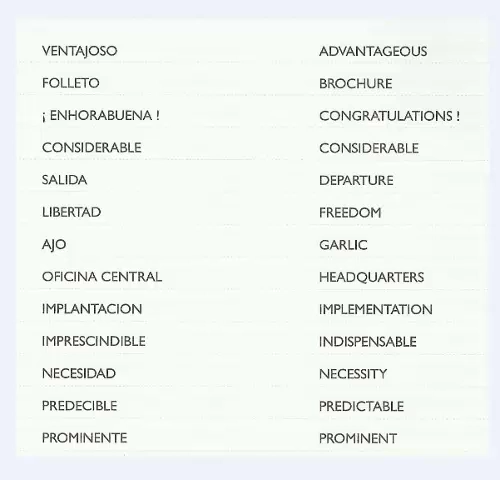 VENTAJOSO ADVANTAGEOUS
FOLLETO BROCHURE
¡ ENHORABUENA ! CONGRATULATIONS !
CONSIDERABLE CONSIDERABLE
SALIDA DEPARTURE
LIBERTAD FREEDOM
AJO GARLIC
OFICINA CENTRAL HEADQUARTERS
IMPLANTACION IMPLEMENTATION
IMPRESCINDIBLE INDISPENSABLE
NECESIDAD NECESSITY
PREDECIBLE PREDICTABLE
PROMINENTE PROMINENT